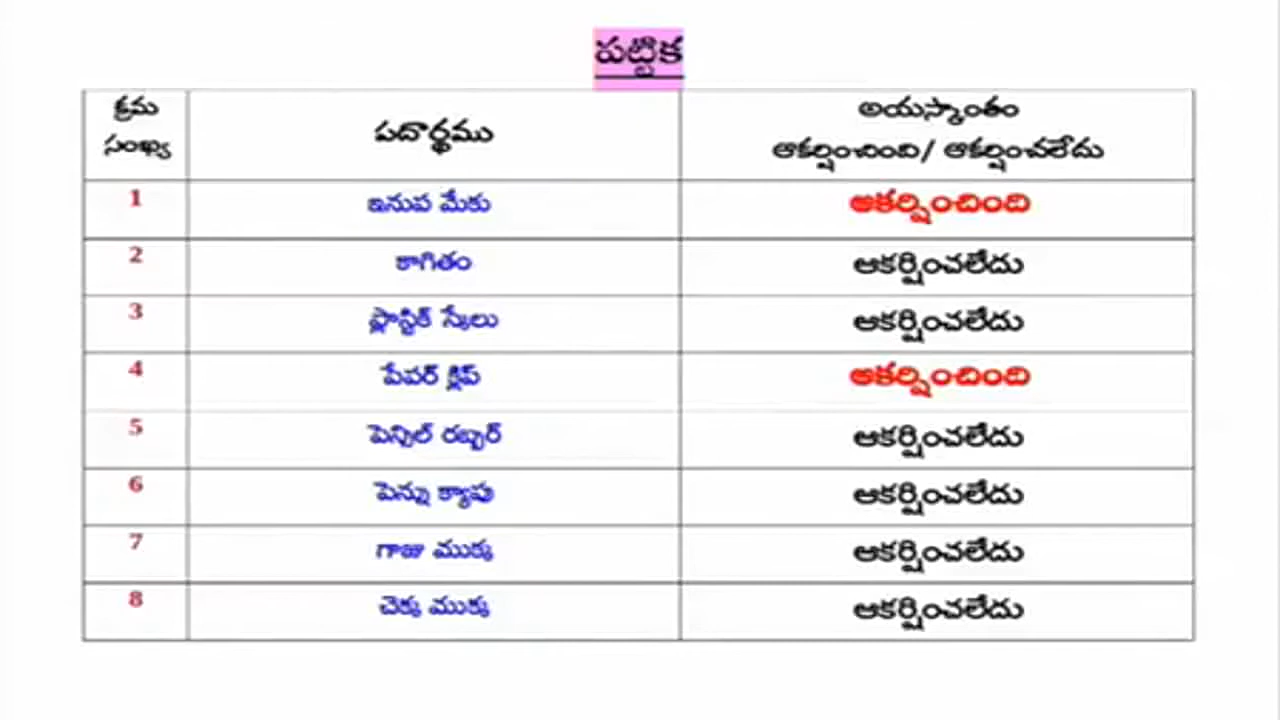 పట్టిక
క్రమ సంఖ్య పదార్థము అయస్కాంతం ఆకర్షించింవి/ ఆకర్షించలేదు
1 ఇనుప మేకు ఆకర్షించింది
2 కాగితం ఆకర్షించలేదు
3 ప్లాస్టిక్ స్కేలు ఆకర్షించలేదు
4 పేపర్ క్లిప్ ఆకర్షించింది
5 పెన్సిల్ రబ్బర్ ఆకర్షించలేదు
6 పెన్ను క్యాపు ఆకర్షించలేదు
7 గాజు ముక్క ఆకర్షించలేదు
8 చెక్క ముక్క ఆకర్షించలేదు